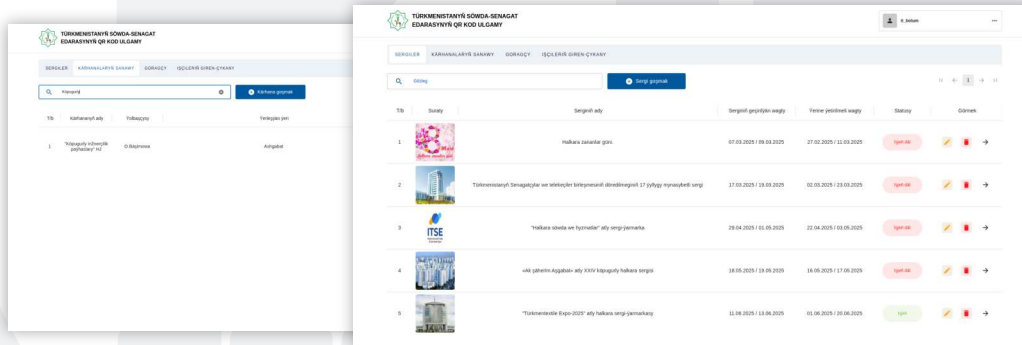 TÜRKMENISTANYŇ SÖWDA-SENAGAT
EDARASYNYŇ QR KOD ULGAMY
SERGILER KÄRHANALARYŇ SANAWY GORAGÇY IŞÇILERIŇ GIREN-ÇYKANY
Kärhana goşmak
T/b Kärhananyň ady Ýolbaşçysy Ýerleşýän ýeri
1 "Köpugurly inženerçilik
taslamalary" HJ
Aşgabat
TÜRKMENISTANYŇ SÖWDA-SENAGAT
EDARASYNYŇ QR KOD ULGAMY
SERGILER KÄRHANALARYŇ SANAWY GORAGÇY IŞÇILERIŇ GIREN-ÇYKANY
Gözleg
Sergi goşmak
1
T/b Suraty Serginiň ady Serginiň geçirilýän wagty Ýerine ýetirilmeli wagty Statusy Görmek
1 Halkara zenanlar güni. 07.03.2025 / 09.03.2025 27.02.2025 / 11.03.2025 Işjeň däl
2 Türkmenistanyň Senagatçylar we telekeçiler birleşmesiniň döredilmeginiň 17 ýyllygy mynasybetli sergi 17.03.2025 / 19.03.2025 02.03.2025 / 23.03.2025 Işjeň däl
3 ITSE "Halkara söwda we hyzmatlar" atly sergi-ýarmarka 29.04.2025 / 01.05.2025 22.04.2025 / 03.05.2025 Işjeň däl
4 «Ak şäherim Aşgabat» atly XXIV köpugurly halkara sergisi 18.05.2025 / 19.05.2025 16.05.2025 / 17.05.2025 Işjeň däl
5 "Türkmentextile Expo-2025" atly halkara sergi-ýarmarkasy 11.06.2025 / 13.06.2025 01.06.2025 / 20.06.2025 Işjeň